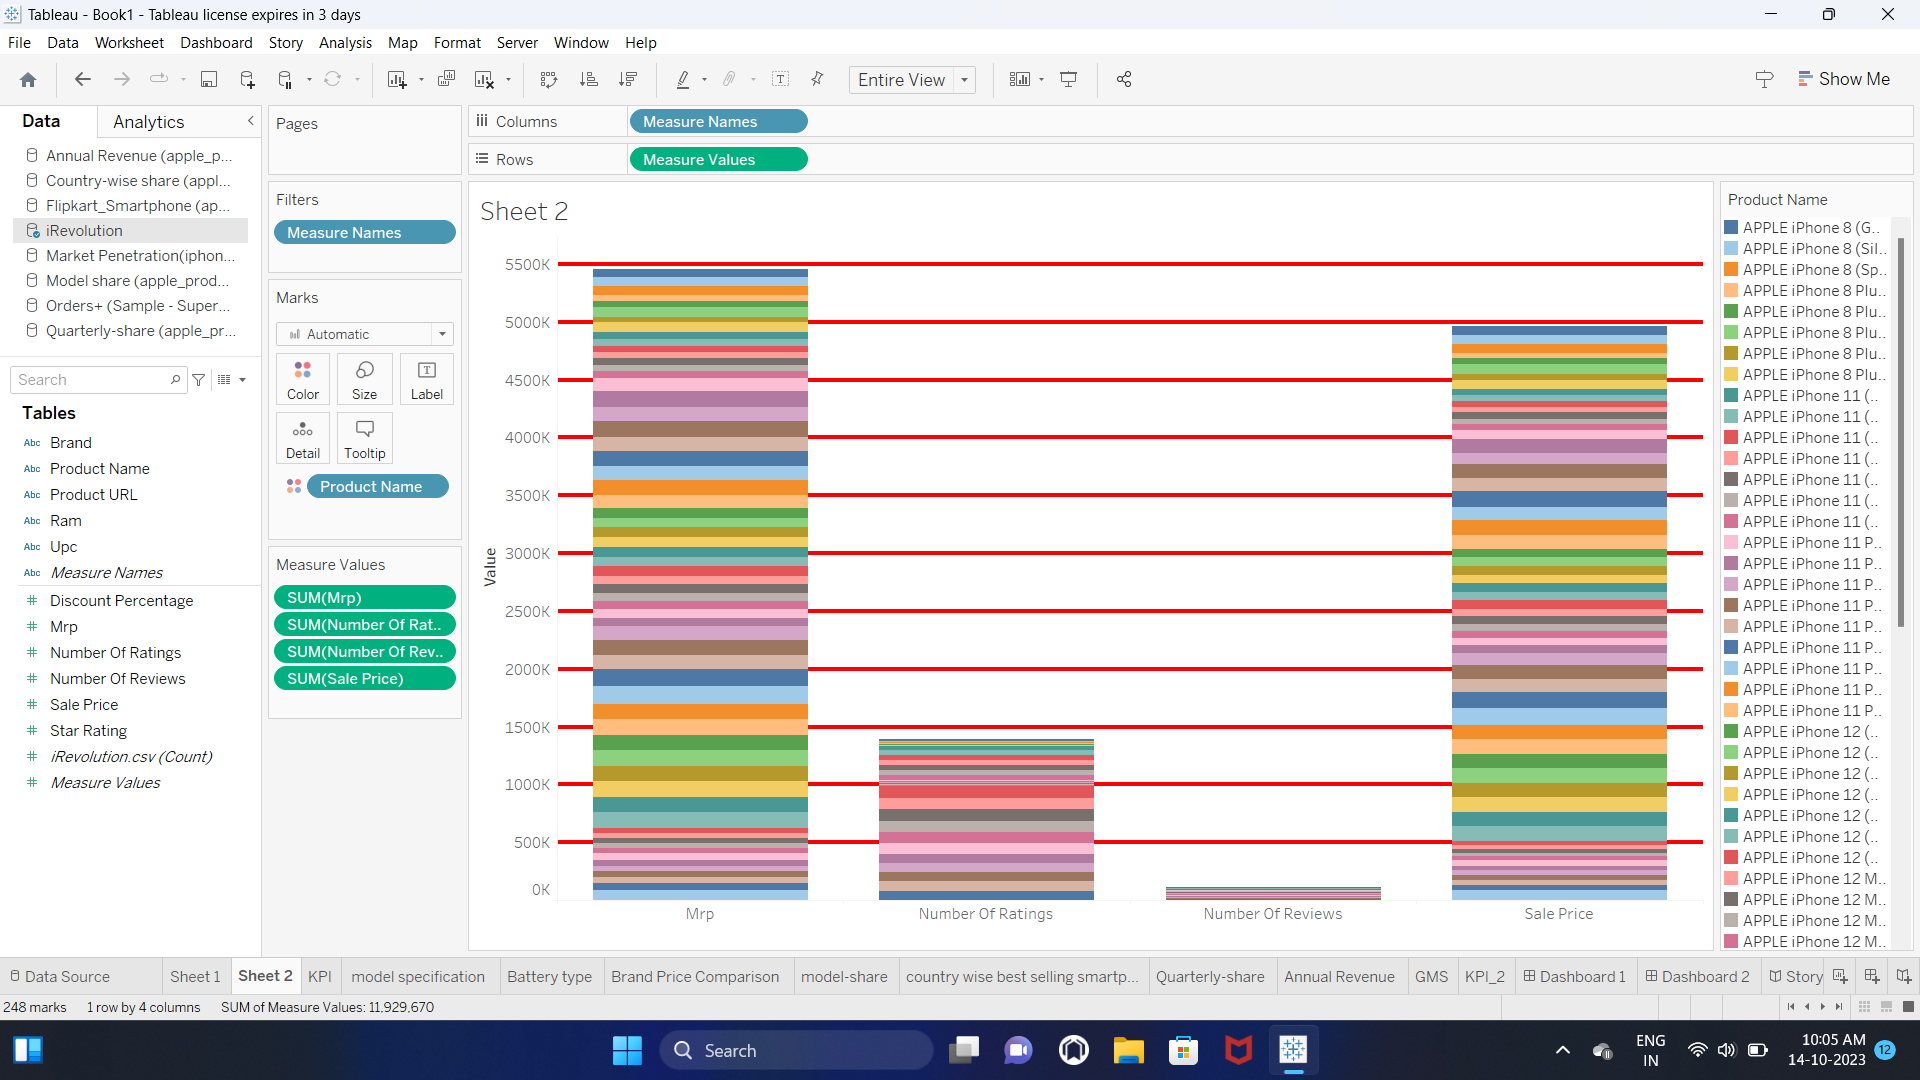 Tableau - Book1 - Tableau license expires in 3 days
File Data Worksheet Dashboard Story Analysis Map Format Server Window Help
Entire View
Show Me
Data
Analytics
Annual Revenue (apple_p...
Country-wise share (appl...
Flipkart_Smartphone (ap...
iRevolution
Market Penetration(iphon...
Model share (apple_prod...
Orders+ (Sample - Super...
Quarterly-share (apple_pr...
Search
Tables
Abc Brand
Abc Product Name
Abc Product URL
Abc Ram
Abc Upc
Abc Measure Names
# Discount Percentage
# Mrp
# Number Of Ratings
# Number Of Reviews
# Sale Price
# Star Rating
# iRevolution.csv (Count)
# Measure Values
Pages
Filters
Measure Names
Marks
Automatic
Color Size Label
Detail Tooltip
Product Name
Measure Values
SUM(Mrp)
SUM(Number Of Rat..
SUM(Number Of Rev..
SUM(Sale Price)
Columns Measure Names
Rows Measure Values
Sheet 2
Value
5500K
5000K
4500K
4000K
3500K
3000K
2500K
2000K
1500K
1000K
500K
0K
Mrp Number Of Ratings Number Of Reviews Sale Price
Product Name
APPLE iPhone 8 (G..
APPLE iPhone 8 (Sil..
APPLE iPhone 8 (Sp..
APPLE iPhone 8 Plu..
APPLE iPhone 8 Plu..
APPLE iPhone 8 Plu..
APPLE iPhone 8 Plu..
APPLE iPhone 8 Plu..
APPLE iPhone 11 (..
APPLE iPhone 11 (..
APPLE iPhone 11 (..
APPLE iPhone 11 (..
APPLE iPhone 11 (..
APPLE iPhone 11 (..
APPLE iPhone 11 (..
APPLE iPhone 11 P..
APPLE iPhone 11 P..
APPLE iPhone 11 P..
APPLE iPhone 11 P..
APPLE iPhone 11 P..
APPLE iPhone 11 P..
APPLE iPhone 11 P..
APPLE iPhone 11 P..
APPLE iPhone 11 P..
APPLE iPhone 12 (..
APPLE iPhone 12 (..
APPLE iPhone 12 (..
APPLE iPhone 12 (..
APPLE iPhone 12 (..
APPLE iPhone 12 (..
APPLE iPhone 12 (..
APPLE iPhone 12 M..
APPLE iPhone 12 M..
APPLE iPhone 12 M..
APPLE iPhone 12 M..
Data Source Sheet 1 Sheet 2 KPI model specification Battery type Brand Price Comparison model-share country wise best selling smartp... Quarterly-share Annual Revenue GMS KPI_2 Dashboard 1 Dashboard 2 Story
248 marks 1 row by 4 columns SUM of Measure Values: 11,929,670
Search
ENG
IN
10:05 AM
14-10-2023
12